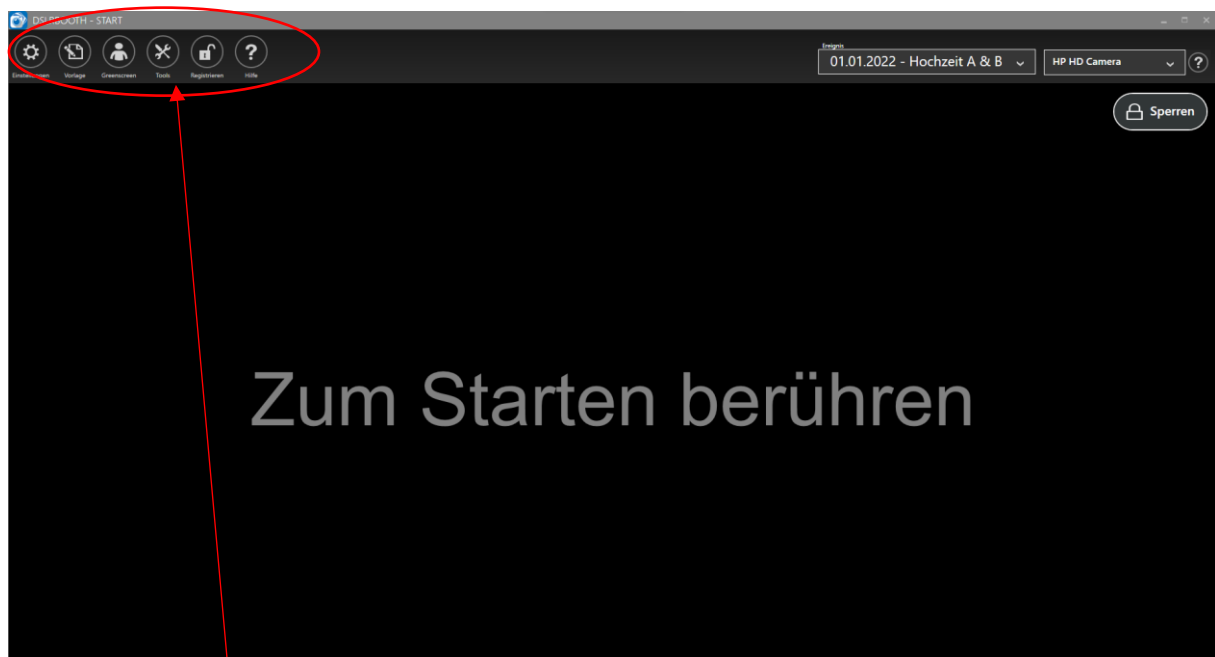 DSLRBOOTH - START
Einstellungen Vorlage Greenscreen Tools Registrieren Hilfe
Ereignis
01.01.2022 - Hochzeit A & B
HP HD Camera
Sperren
Zum Starten berühren